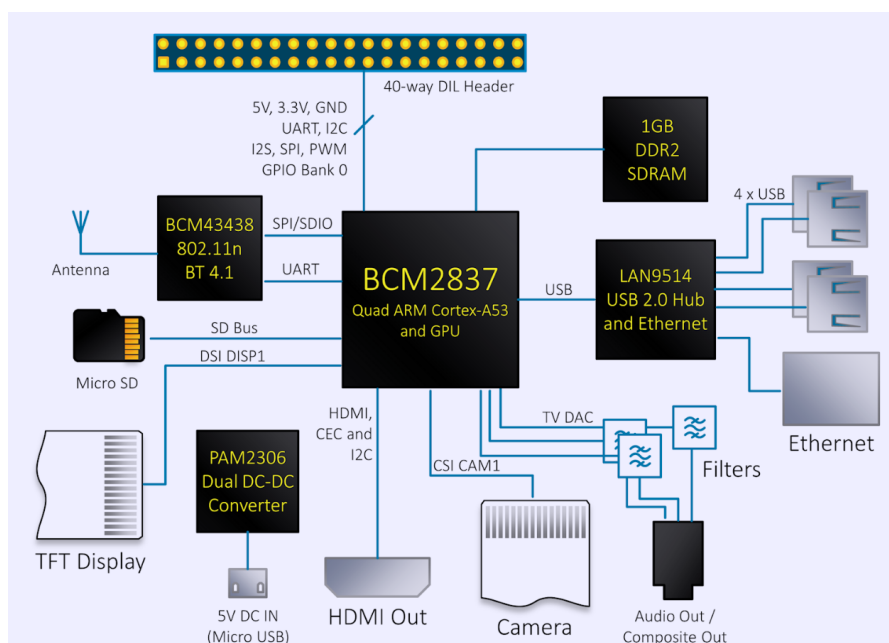 40-way DIL Header
5V, 3.3V, GND
UART, I2C
I2S, SPI, PWM
GPIO Bank 0
1GB
DDR2
SDRAM
4 x USB
BCM43438
802.11n
BT 4.1
SPI/SDIO
UART
Antenna
BCM2837
Quad ARM Cortex-A53
and GPU
USB
LAN9514
USB 2.0 Hub
and Ethernet
SD Bus
Micro SD
DSI DISP1
HDMI,
CEC and
I2C
TV DAC
CSI CAM1
Filters
Ethernet
PAM2306
Dual DC-DC
Converter
TFT Display
5V DC IN
(Micro USB)
HDMI Out
Camera
Audio Out /
Composite Out